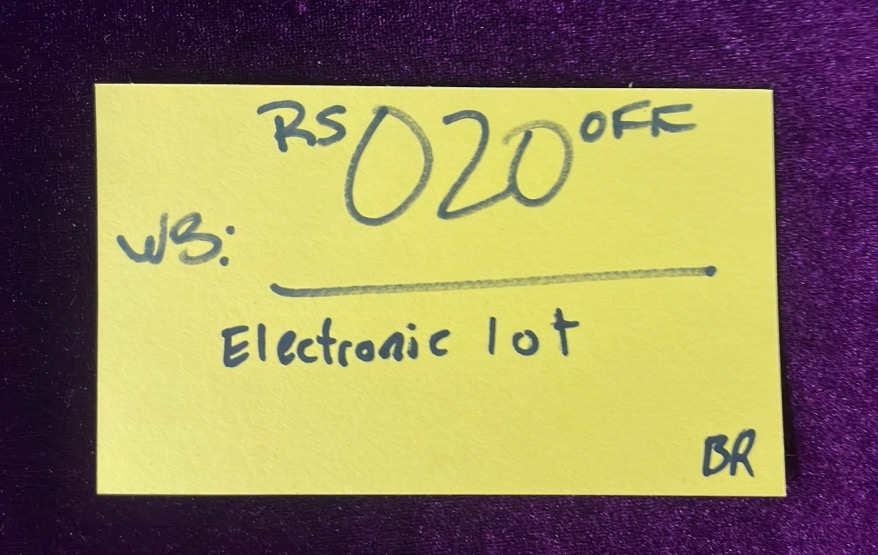 RS 020 OFF
WB:
Electronic lot
BR